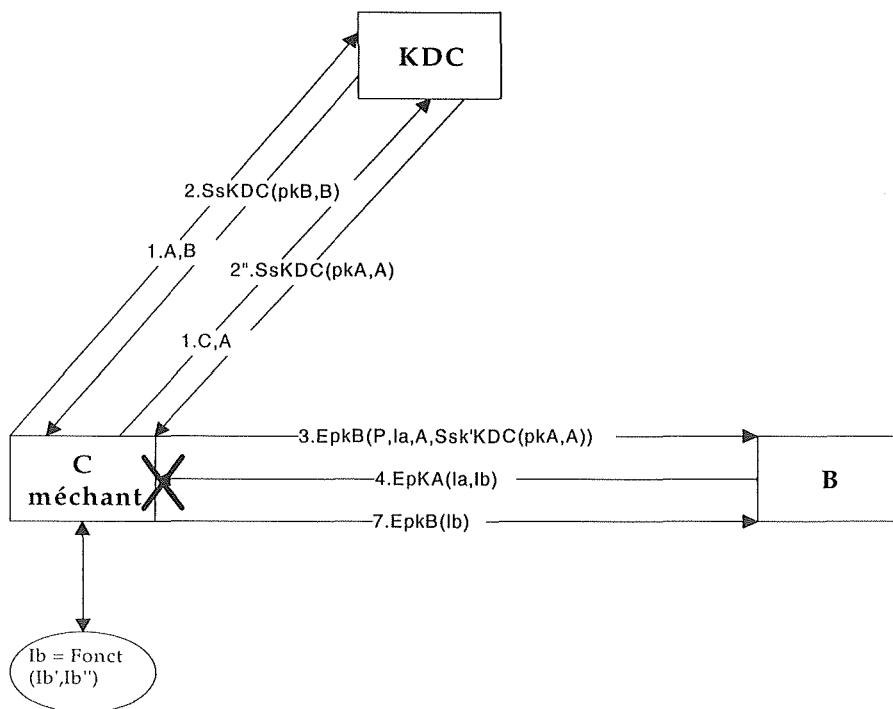 KDC
2.SsKDC(pkB,B)
1.A,B
2".SsKDC(pkA,A)
1.C,A
3.EpkB(P,Ia,A,Ssk'KDC(pkA,A))
C
méchant
4.EpKA(Ia,Ib)
B
7.EpkB(Ib)
Ib = Fonct
(Ib',Ib'')